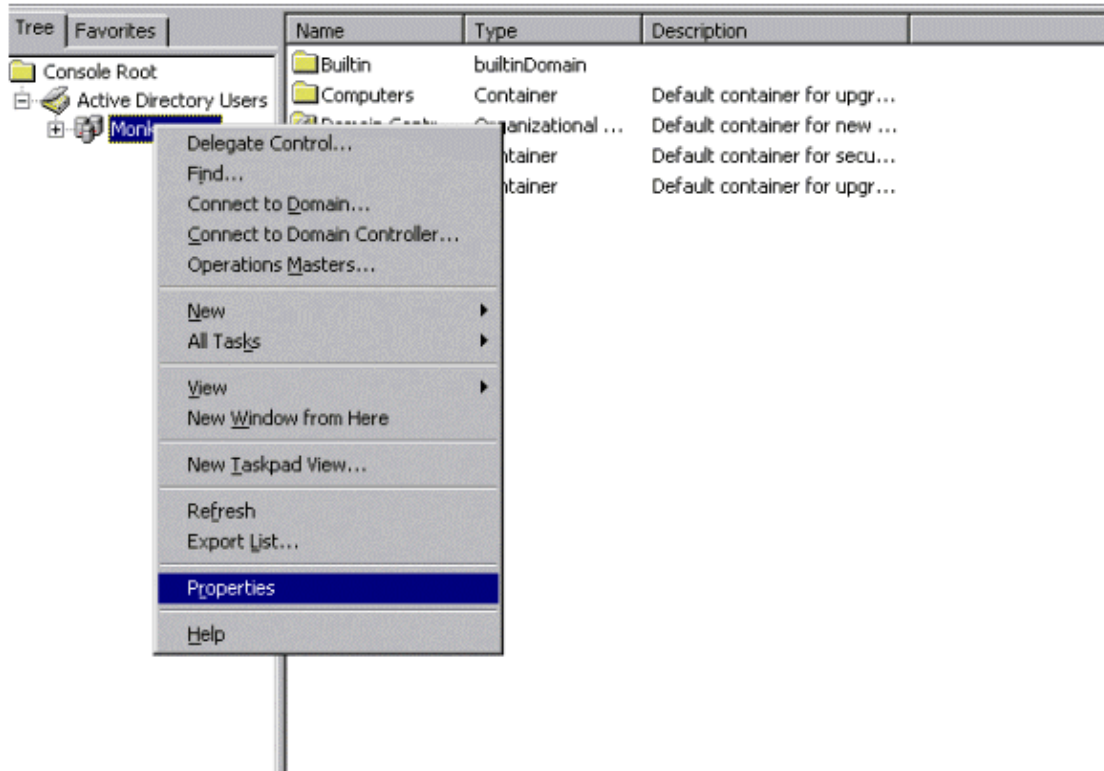 Tree Favorites Name Type Description
Console Root
Active Directory Users
Builtin builtinDomain
Computers Container Default container for upgr...
Organizational ... Default container for new ...
Default container for secu...
Default container for upgr...
Delegate Control...
Find...
Connect to Domain...
Connect to Domain Controller...
Operations Masters...
New
All Tasks
View
New Window from Here
New Taskpad View...
Refresh
Export List...
Properties
Help